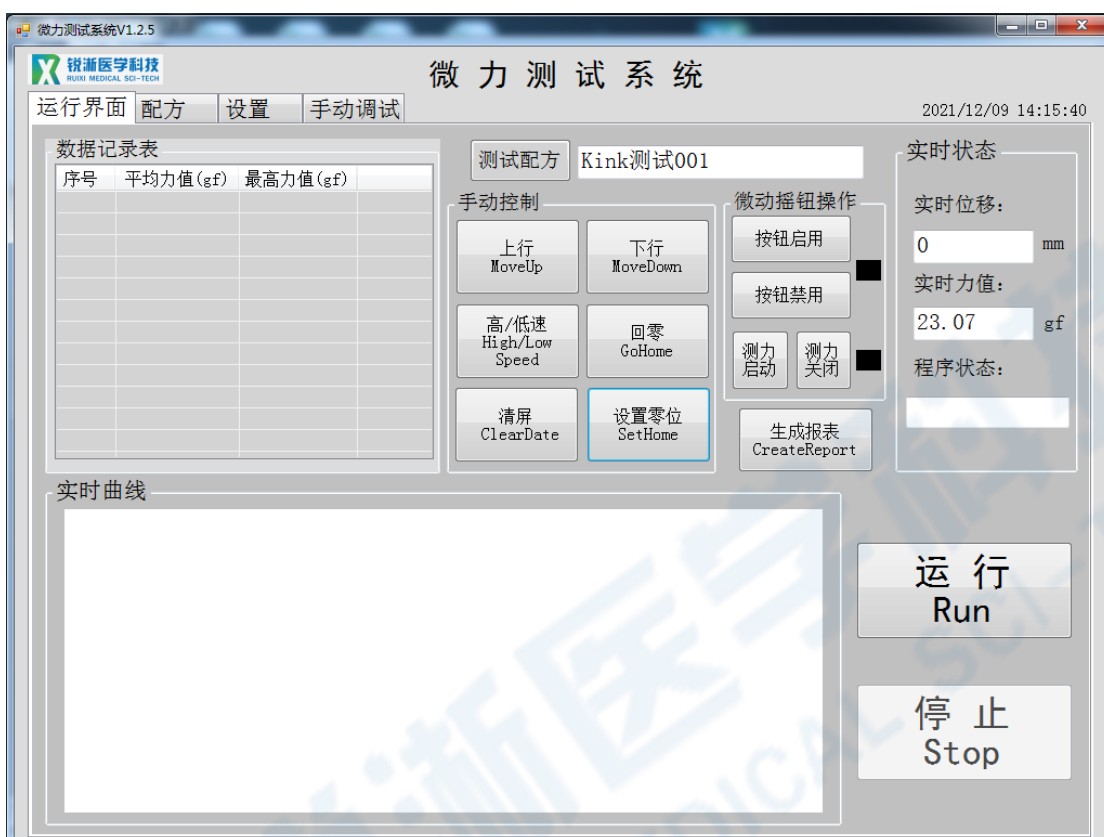 微力测试系统V1.2.5
锐浙医学科技
RUIXI MEDICAL SCI-TECH
微 力 测 试 系 统
运行界面 配方 设置 手动调试
2021/12/09 14:15:40
数据记录表
序号 平均力值(gf) 最高力值(gf)
测试配方 Kink测试001
手动控制
上行
MoveUp
下行
MoveDown
高/低速
High/Low
Speed
回零
GoHome
清屏
ClearDate
设置零位
SetHome
微动摇钮操作
按钮启用
按钮禁用
测力
启动
测力
关闭
生成报表
CreateReport
实时状态
实时位移:
0 mm
实时力值:
23.07 gf
程序状态:
实时曲线
运 行
Run
停 止
Stop